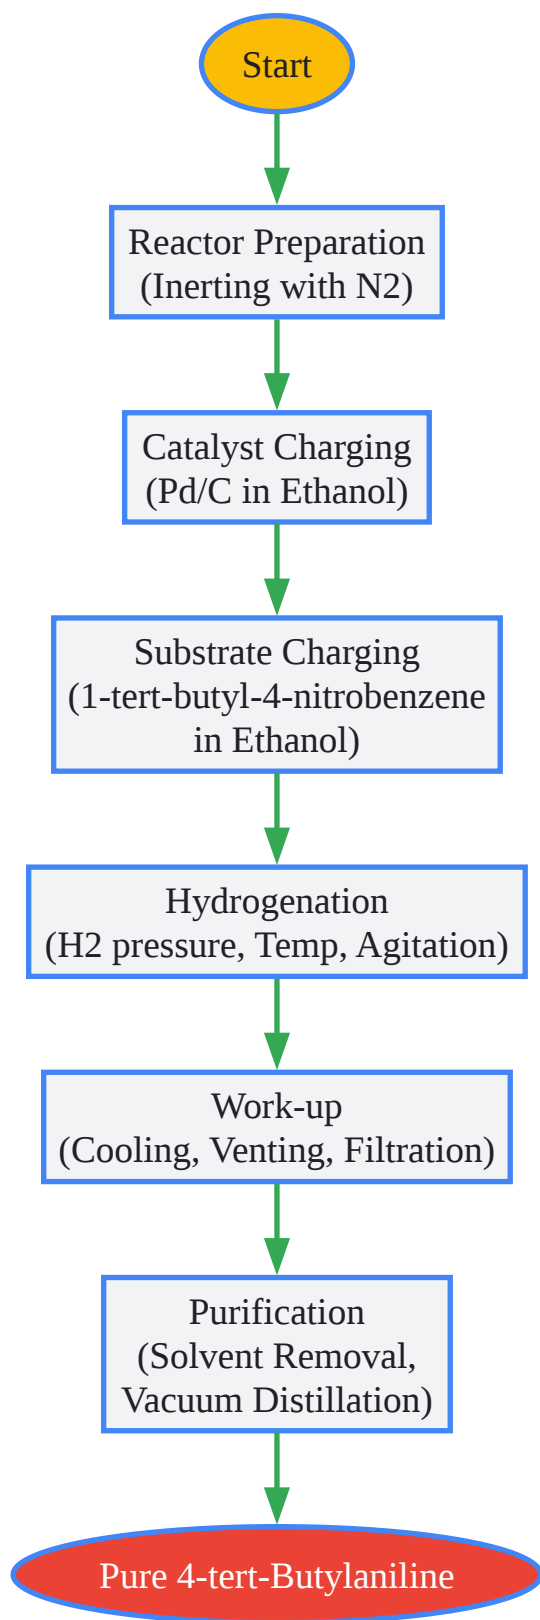 Start
Reactor Preparation
(Inerting with N2)
Catalyst Charging
(Pd/C in Ethanol)
Substrate Charging
(1-tert-butyl-4-nitrobenzene
in Ethanol)
Hydrogenation
(H2 pressure, Temp, Agitation)
Work-up
(Cooling, Venting, Filtration)
Purification
(Solvent Removal,
Vacuum Distillation)
Pure 4-tert-Butylaniline